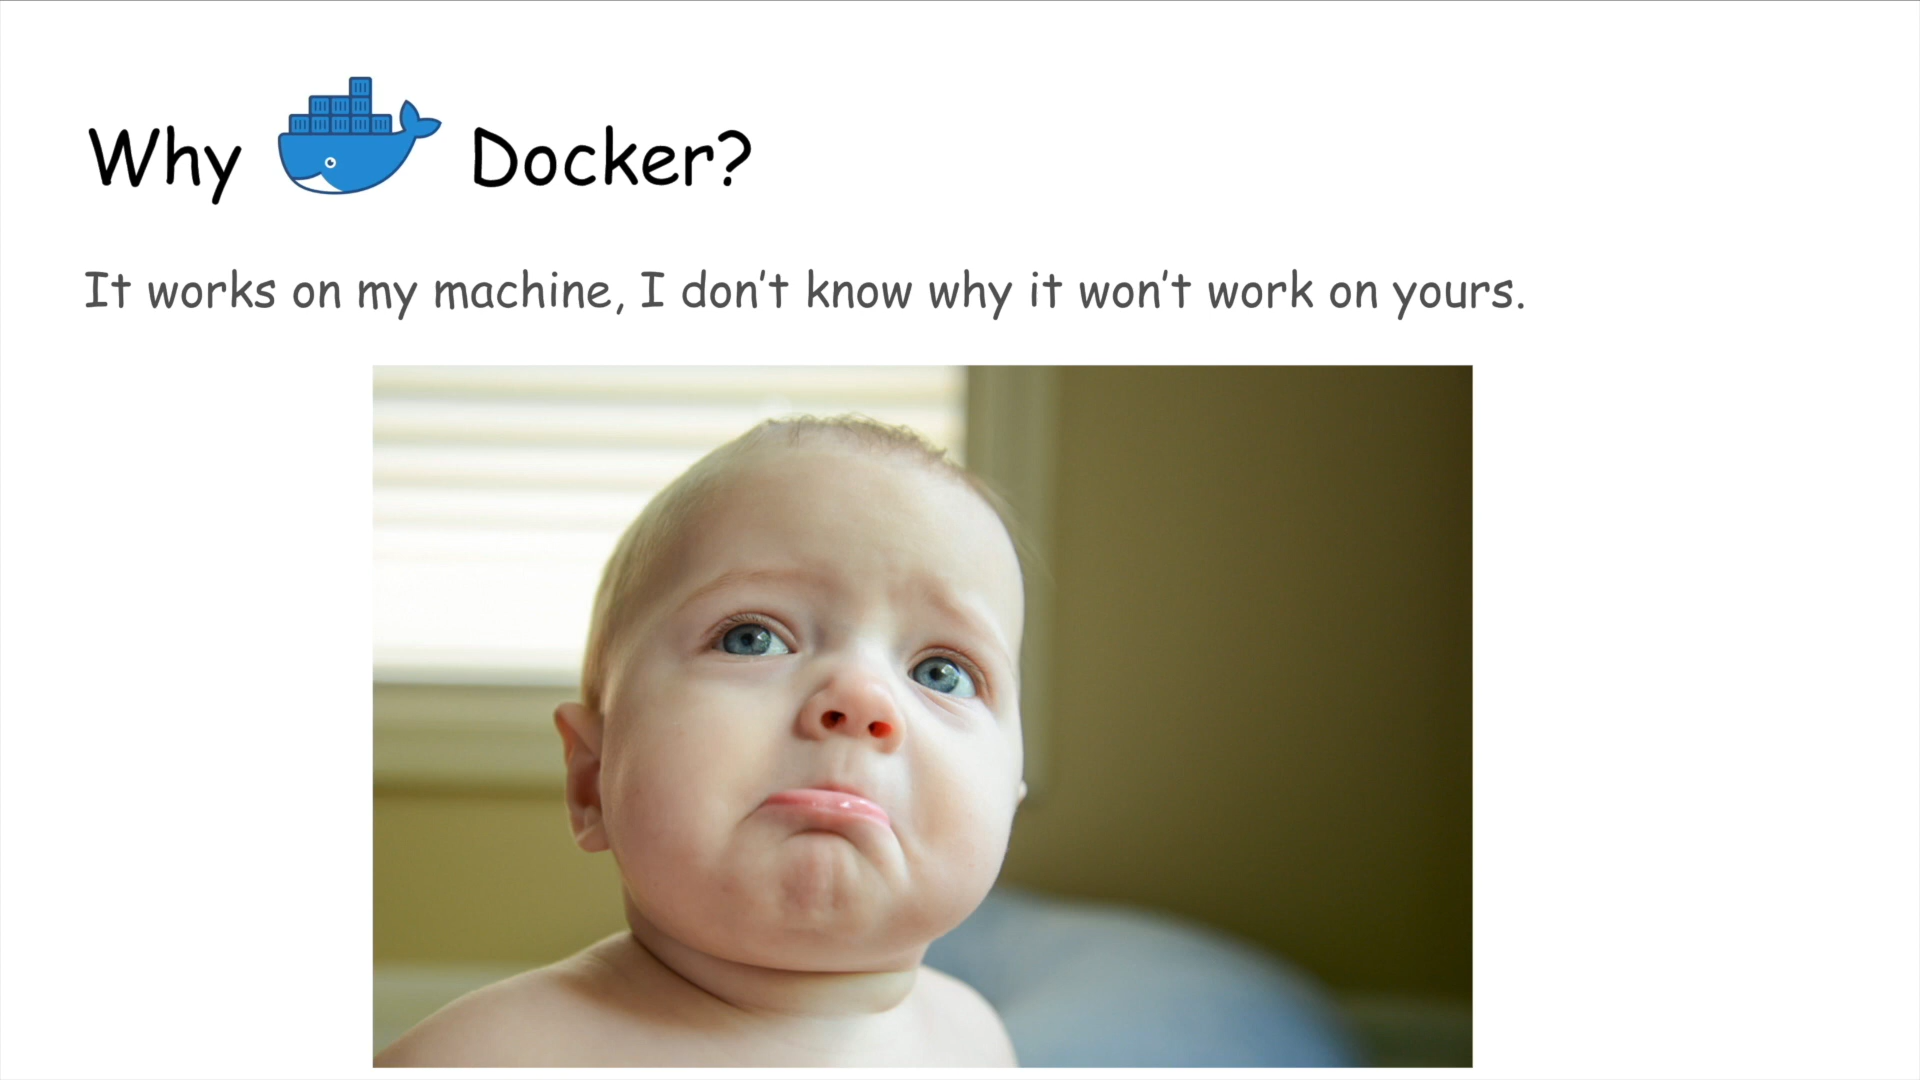 Why Docker?
It works on my machine, I don’t know why it won’t work on yours.